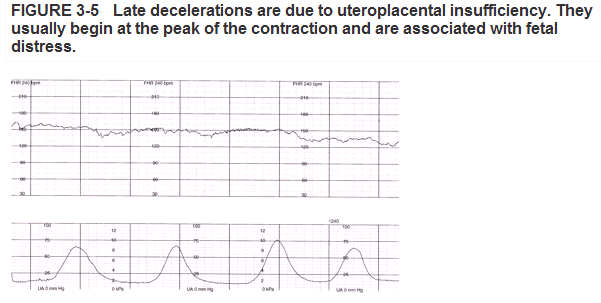 FIGURE 3-5 Late decelerations are due to uteroplacental insufficiency. They
usually begin at the peak of the contraction and are associated with fetal
distress.
FHR 240 bpm FHR 240 bpm FHR 240 bpm
210 210 210
180 180 180
150 150 150
120 120 120
90 90 90
60 60 60
30 30 30
1240
100 12 100 12 100
75 10 75 10 75
8 8
50 6 50 6 50
25 4 25 4 25
2 2
UA 0 mm Hg 0 kPa UA 0 mm Hg 0 kPa UA 0 mm Hg